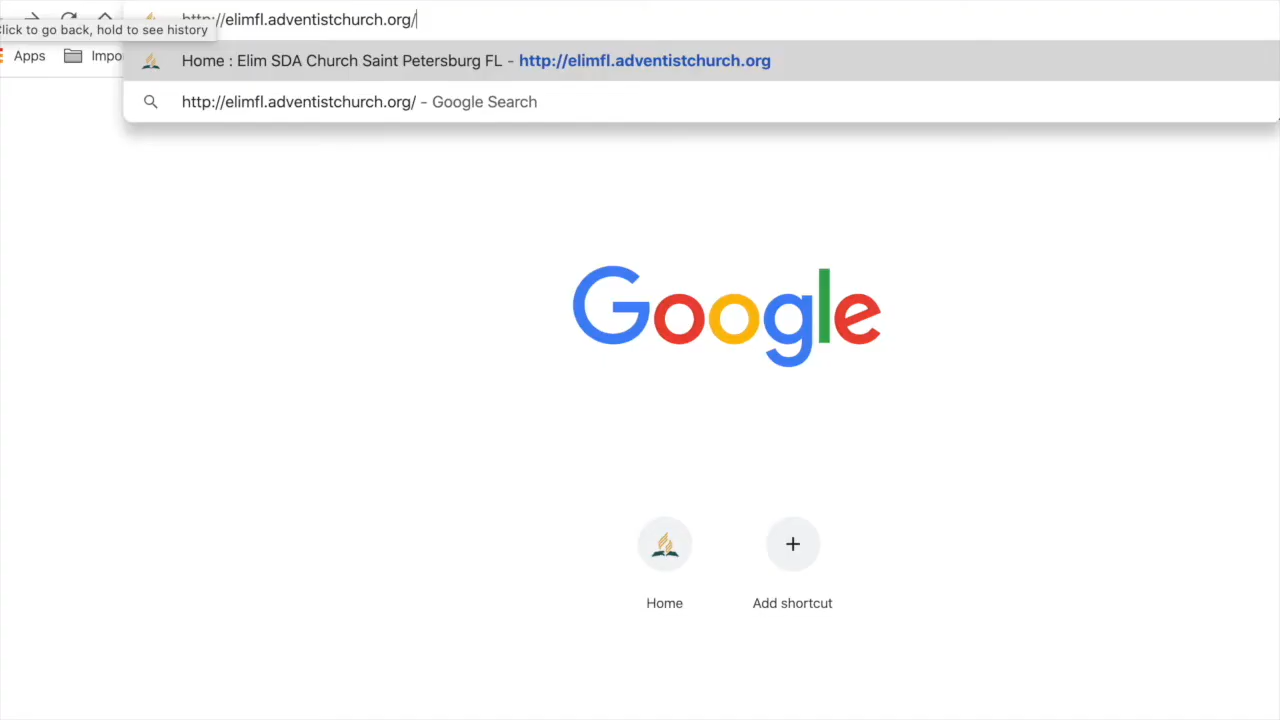 http://elimfl.adventistchurch.org/
Click to go back, hold to see history
Apps
Impo
Home : Elim SDA Church Saint Petersburg FL - http://elimfl.adventistchurch.org
http://elimfl.adventistchurch.org/ - Google Search
Google
Home
Add shortcut